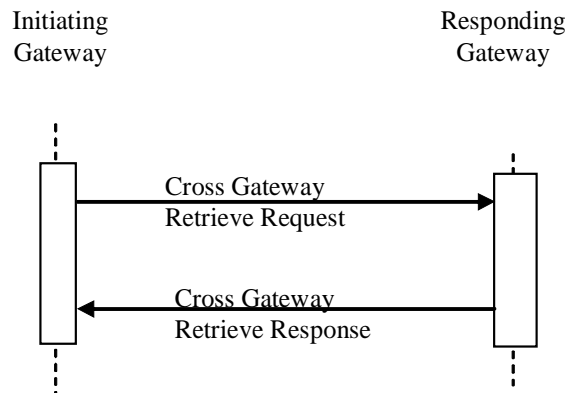 Initiating
Gateway
Responding
Gateway
Cross Gateway
Retrieve Request
Cross Gateway
Retrieve Response